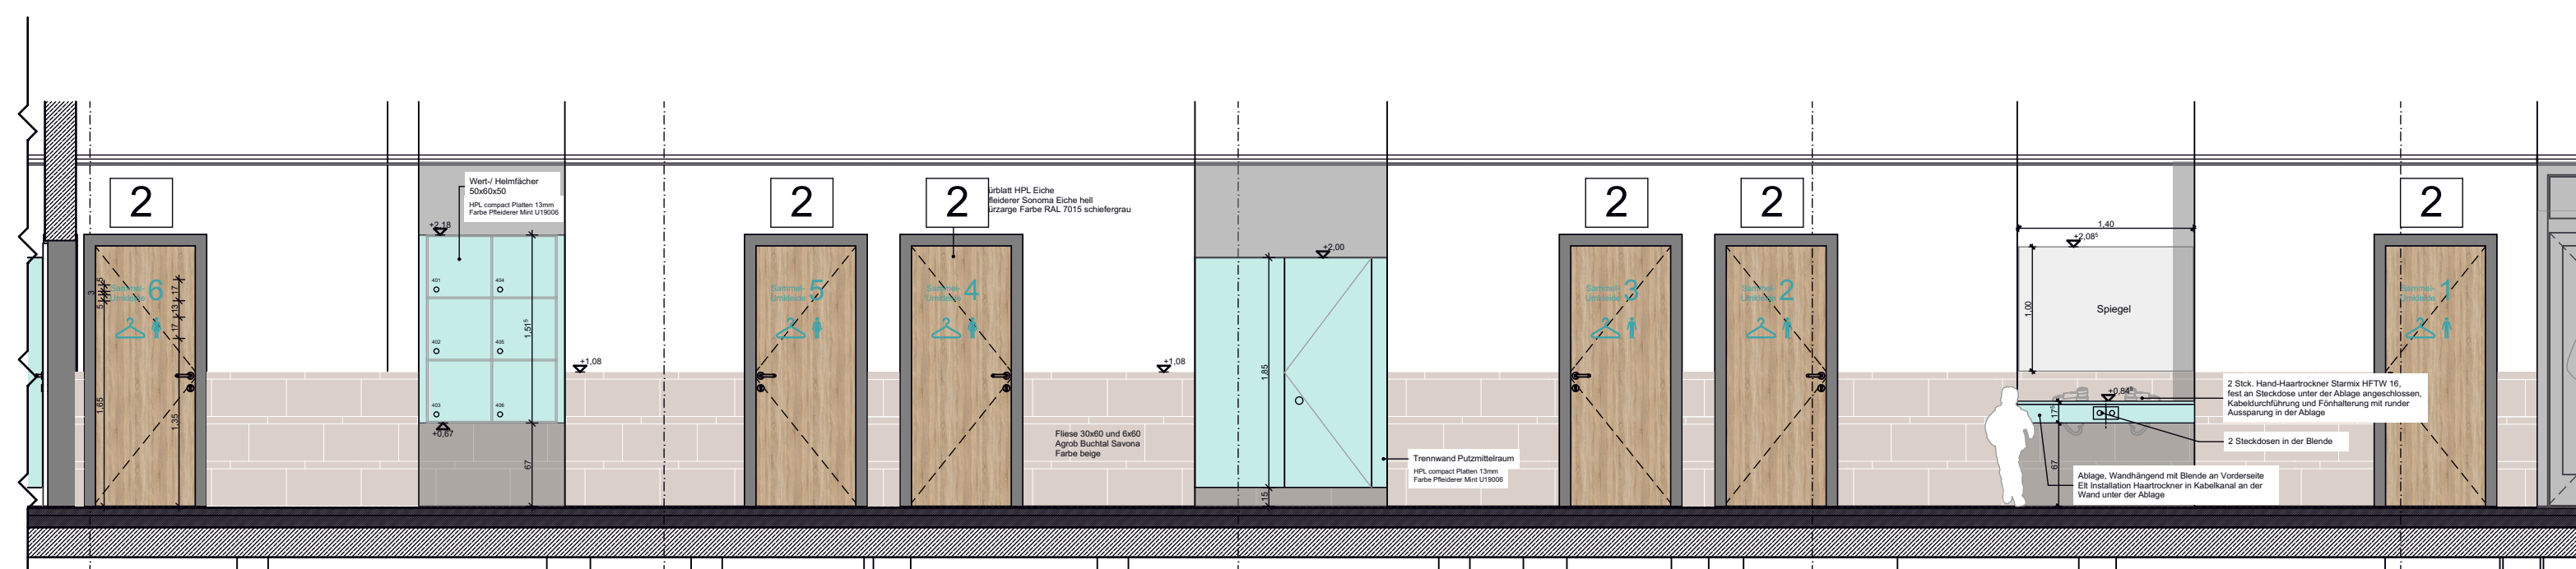 2
Sammel-
Umkleide 6
3
5
17
13
17
1,65
1,35
Wert-/ Helmfächer
50x60x50
HPL compact Platten 13mm
Farbe Pfleiderer Mint U19006
+2,18
401
404
402
405
403
406
1,51⁵
+0,67
67
+1,08
2
Sammel-
Umkleide 5
2
ürblatt HPL Eiche
fleiderer Sonoma Eiche hell
ürzarge Farbe RAL 7015 schiefergrau
Sammel-
Umkleide 4
Fliese 30x60 und 6x60
Agrob Buchtal Savona
Farbe beige
+1,08
+2,00
1,85
15
Trennwand Putzmittelraum
HPL compact Platten 13mm
Farbe Pfleiderer Mint U19006
2
Sammel-
Umkleide 3
2
Sammel-
Umkleide 2
1,40
+2,08⁵
1,00
Spiegel
+0,84⁵
17⁵
67
2 Stck. Hand-Haartrockner Starmix HFTW 16,
fest an Steckdose unter der Ablage angeschlossen,
Kabeldurchführung und Fönhalterung mit runder
Aussparung in der Ablage
2 Steckdosen in der Blende
Ablage, Wandhängend mit Blende an Vorderseite
Elt Installation Haartrockner in Kabelkanal an der
Wand unter der Ablage
2
Sammel-
Umkleide 1